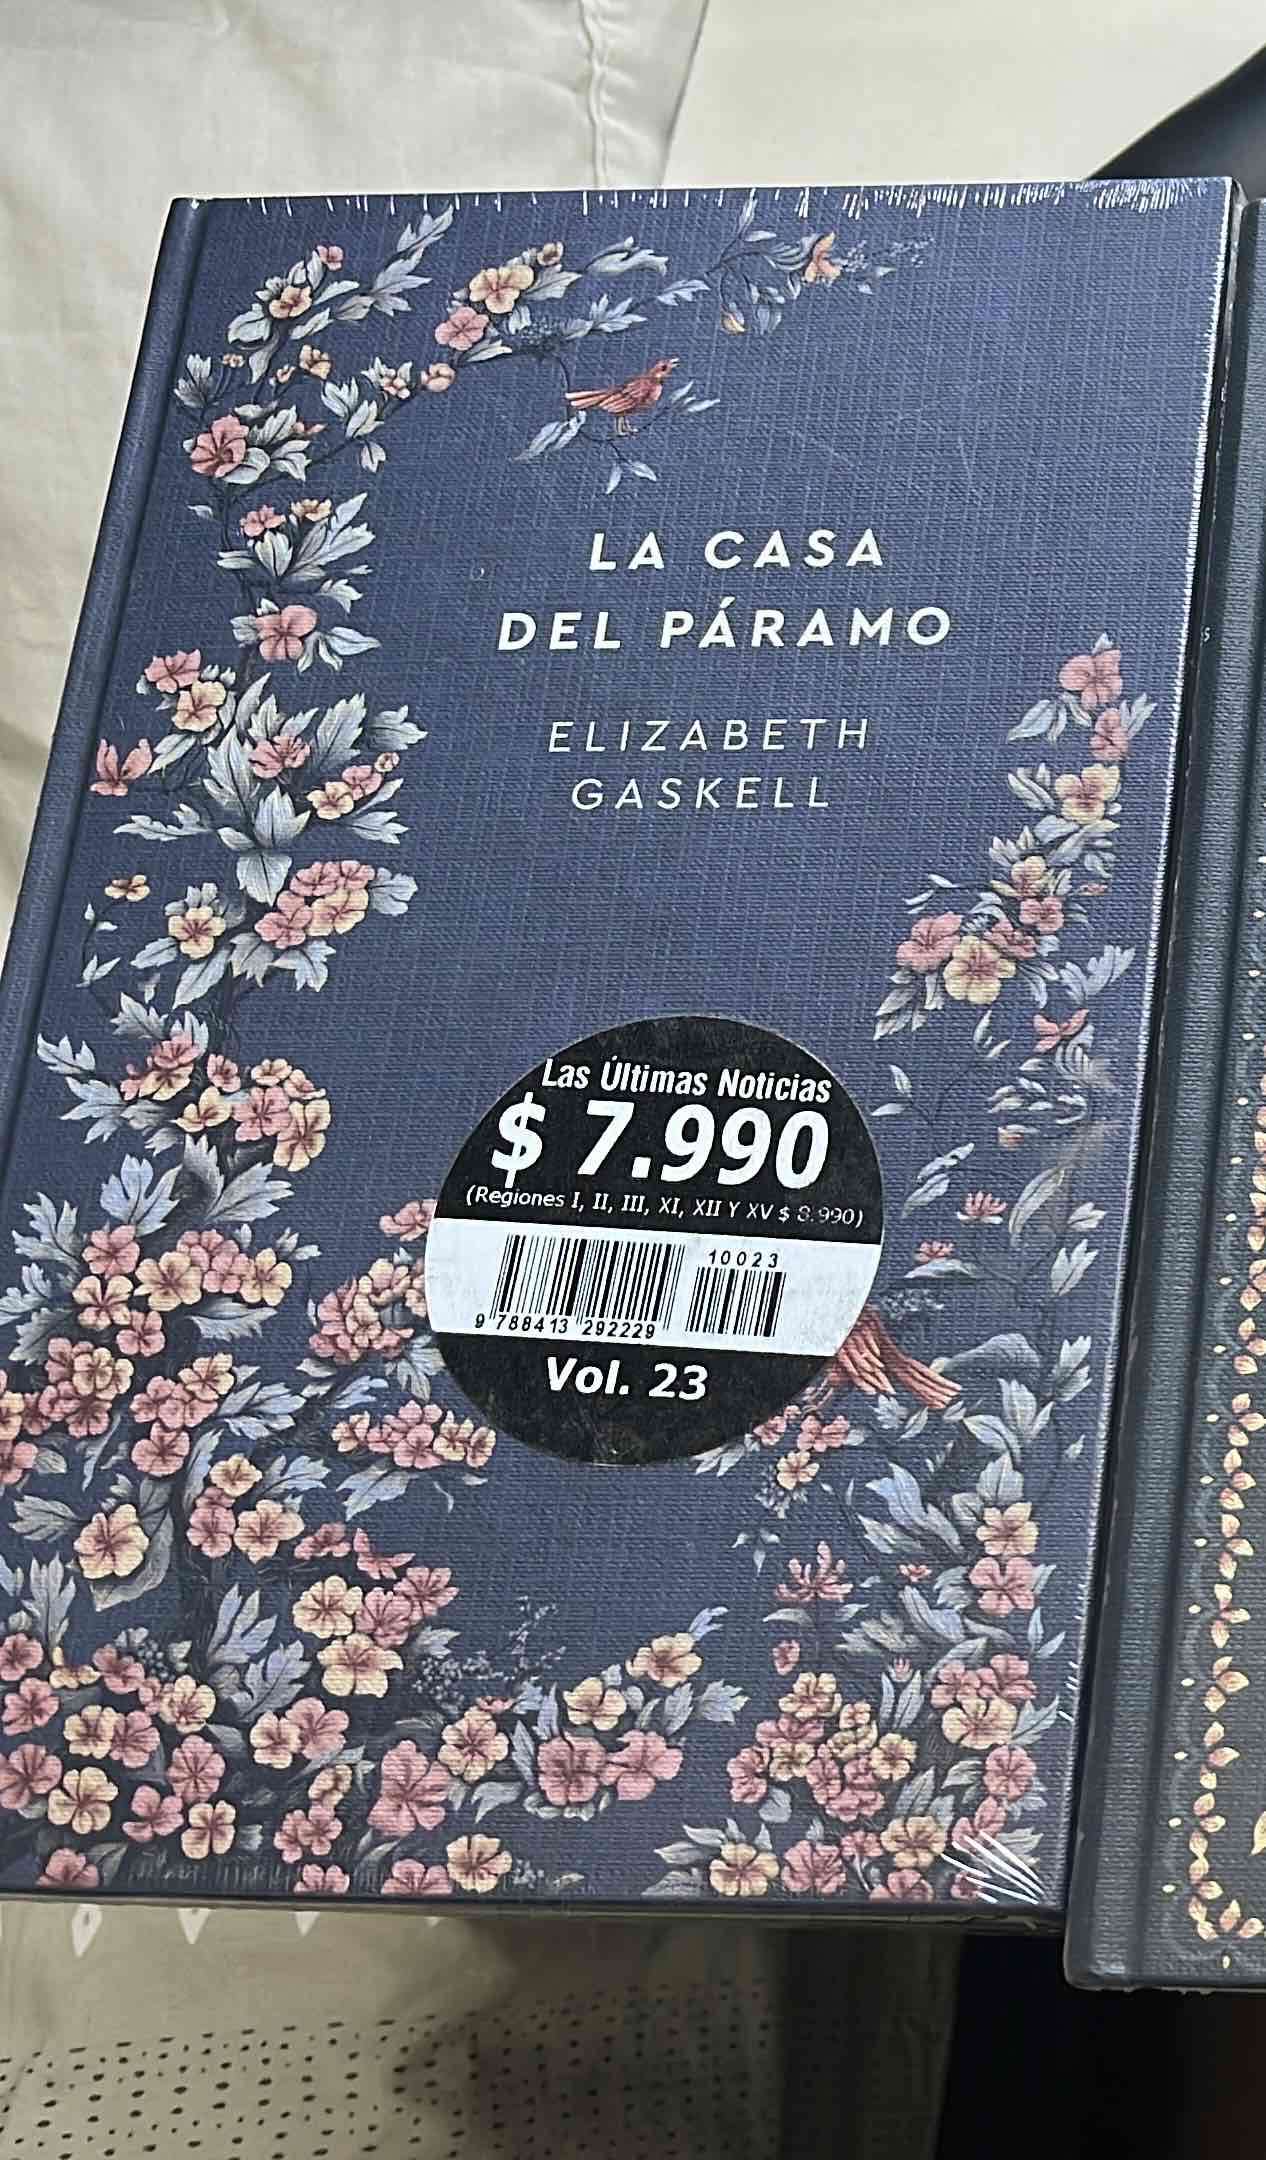 LA CASA
DEL PÁRAMO
ELIZABETH
GASKELL
Las Últimas Noticias
$ 7.990
(Regiones I, II, III, XI, XII Y XV $ 8.990)
10023
9 788413 292229
Vol. 23